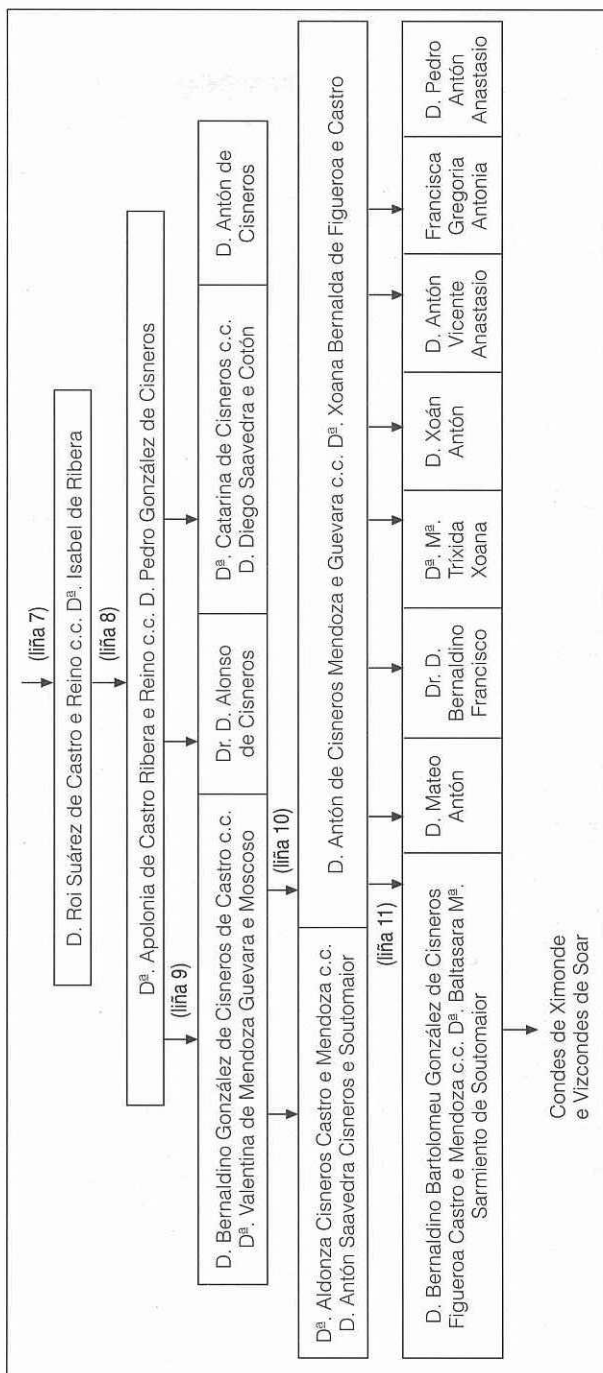 (liña 7)
D. Roi Suárez de Castro e Reino c.c. Dª. Isabel de Ribera
(liña 8)
Dª. Apolonia de Castro Ribera e Reino c.c. D. Pedro González de Cisneros
(liña 9)
D. Bernaldino González de Cisneros de Castro c.c.
Dª. Valentina de Mendoza Guevara e Moscoso
Dr. D. Alonso
de Cisneros
Dª, Catarina de Cisneros c.c.
D. Diego Saavedra e Cotón
D. Antón de
Cisneros
(liña 10)
Dª. Aldonza Cisneros Castro e Mendoza c.c.
D. Antón Saavedra Cisneros e Soutomaior
D. Antón de Cisneros Mendoza e Guevara c.c. Dª, Xoana Bernalda de Figueroa e Castro
(liña 11)
D. Bernaldino Bartolomeu González de Cisneros
Figueroa Castro e Mendoza c.c. Dª, Baltasara Mª.
Sarmiento de Soutomaior
D. Mateo
Antón
Dr. D.
Bernaldino
Francisco
Dª. Mª.
Tríxida
Xoana
D. Xoán
Antón
D. Antón
Vicente
Anastasio
Francisca
Gregoria
Antonia
D. Pedro
Antón
Anastasio
Condes de Ximonde
e Vizcondes de Soar